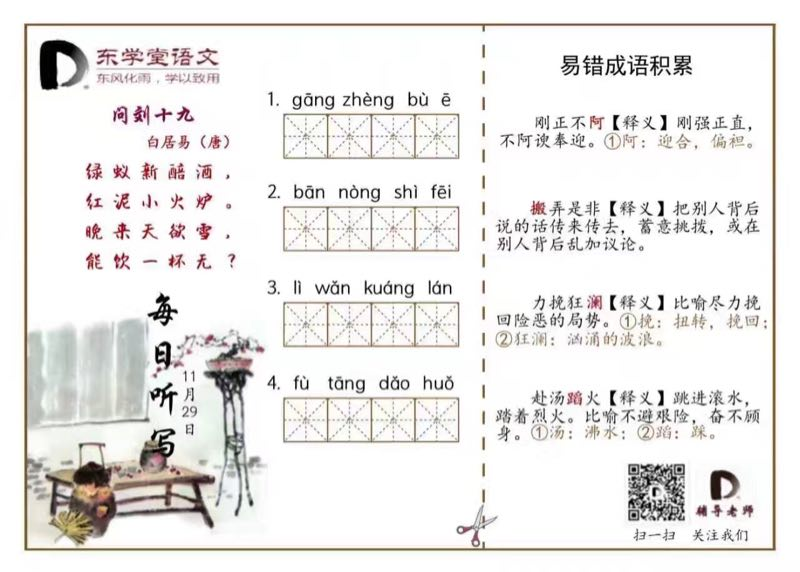 东学堂语文
东风化雨，学以致用
问刘十九
白居易（唐）
绿蚁新醅酒，
红泥小火炉。
晚来天欲雪，
能饮一杯无？
每日听写
11月29日
1. gāng zhèng bù ē
2. bān nòng shì fēi
3. lì wǎn kuáng lán
4. fù tāng dǎo huǒ
易错成语积累
刚正不阿【释义】刚强正直，
不阿谀奉迎。①阿：迎合，偏袒。
搬弄是非【释义】把别人背后
说的话传来传去，蓄意挑拨，或在
别人背后乱加议论。
力挽狂澜【释义】比喻尽力挽
回险恶的局势。①挽：扭转，挽回；
②狂澜：汹涌的波浪。
赴汤蹈火【释义】跳进滚水，
踏着烈火。比喻不避艰险，奋不顾
身。①汤：沸水；②蹈：踩。
辅导老师
扫一扫 关注我们